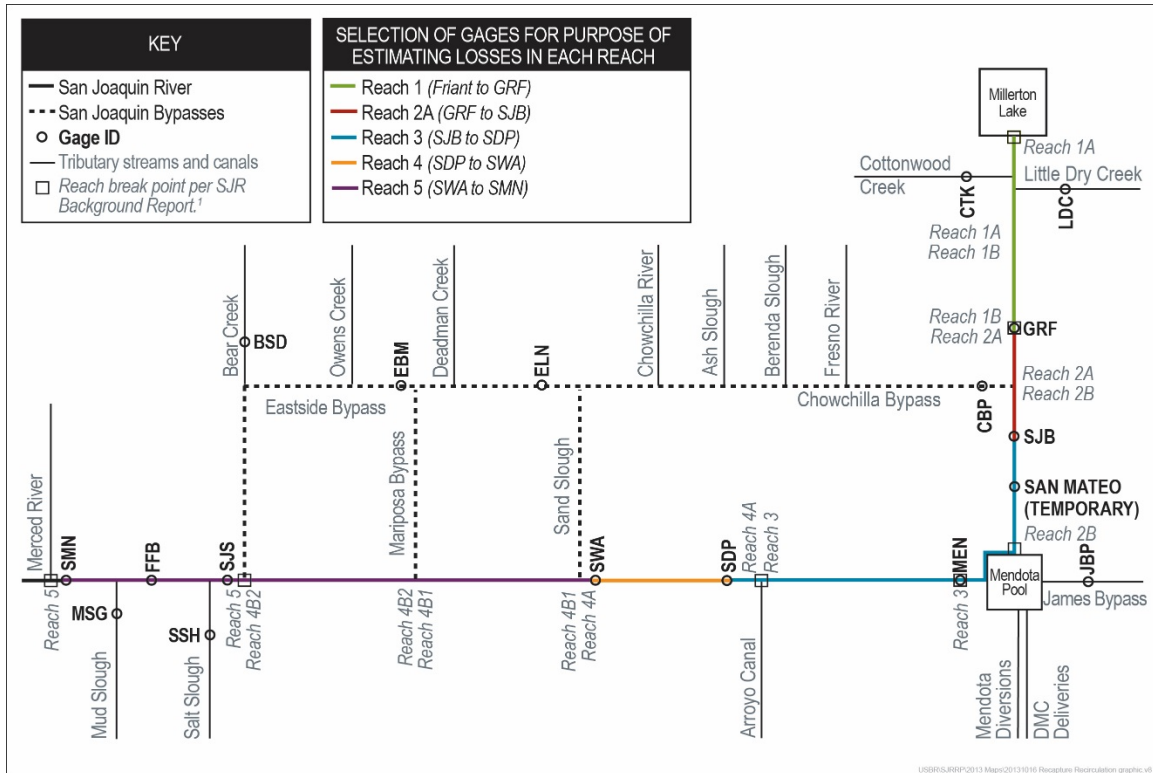 KEY
San Joaquin River
San Joaquin Bypasses
Gage ID
Tributary streams and canals
Reach break point per SJR
Background Report.¹
SELECTION OF GAGES FOR PURPOSE OF
ESTIMATING LOSSES IN EACH REACH
Reach 1 (Friant to GRF)
Reach 2A (GRF to SJB)
Reach 3 (SJB to SDP)
Reach 4 (SDP to SWA)
Reach 5 (SWA to SMN)
Millerton
Lake
Reach 1A
Cottonwood
Creek
CTK
Little Dry Creek
LDC
Reach 1A
Reach 1B
Reach 1B
Reach 2A
GRF
Reach 2A
Reach 2B
Bear Creek
BSD
Owens Creek
EBM
Deadman Creek
ELN
Chowchilla River
Ash Slough
Berenda Slough
Fresno River
Eastside Bypass
Chowchilla Bypass
CBP
SJB
Mariposa Bypass
Sand Slough
SAN MATEO
(TEMPORARY)
Reach 2B
Merced River
SMN
FFB
SJS
SWA
SDP
Reach 4A
Reach 3
MEN
Mendota
Pool
JBP
James Bypass
Reach 5
MSG
Mud Slough
SSH
Salt Slough
Reach 5
Reach 4B2
Reach 4B2
Reach 4B1
Reach 4B1
Reach 4A
Arroyo Canal
Reach 3
Mendota
Diversions
DMC
Deliveries
USBR\SJRRP\2013 Maps\20131016 Recapture Recirculation graphic.v8